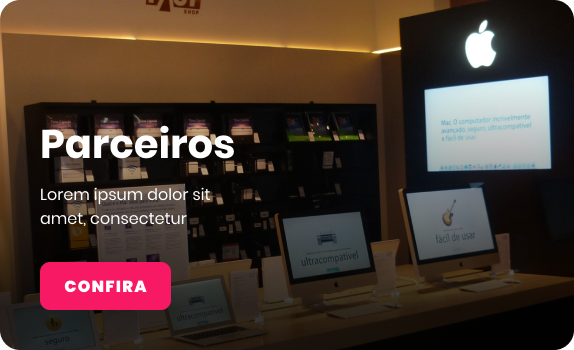 SHOP
Mac. O computador incrivelmente
avançado, seguro, ultracompatível
e fácil de usar.
Parceiros
Lorem ipsum dolor sit
amet, consectetur
fácil de usar
ultracompatível
CONFIRA
ultracompatível
seguro